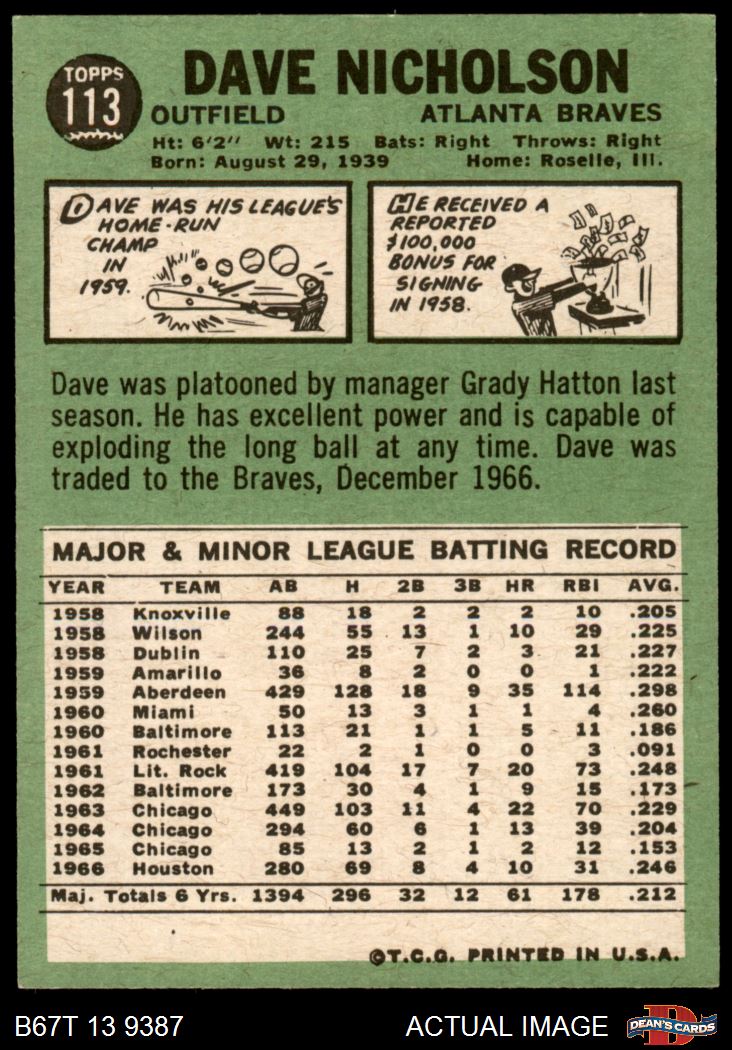 TOPPS
113
DAVE NICHOLSON
OUTFIELD ATLANTA BRAVES
Ht: 6'2" Wt: 215 Bats: Right Throws: Right
Born: August 29, 1939 Home: Roselle, Ill.
DAVE WAS HIS LEAGUE'S
HOME-RUN
CHAMP
IN
1959.
HE RECEIVED A
REPORTED
$100,000
BONUS FOR
SIGNING
IN 1958.
Dave was platooned by manager Grady Hatton last
season. He has excellent power and is capable of
exploding the long ball at any time. Dave was
traded to the Braves, December 1966.
MAJOR & MINOR LEAGUE BATTING RECORD
YEAR TEAM AB H 2B 3B HR RBI AVG.
1958 Knoxville 88 18 2 2 2 10 .205
1958 Wilson 244 55 13 1 10 29 .225
1958 Dublin 110 25 7 2 3 21 .227
1959 Amarillo 36 8 2 0 0 1 .222
1959 Aberdeen 429 128 18 9 35 114 .298
1960 Miami 50 13 3 1 1 4 .260
1960 Baltimore 113 21 1 1 5 11 .186
1961 Rochester 22 2 1 0 0 3 .091
1961 Lit. Rock 419 104 17 7 20 73 .248
1962 Baltimore 173 30 4 1 9 15 .173
1963 Chicago 449 103 11 4 22 70 .229
1964 Chicago 294 60 6 1 13 39 .204
1965 Chicago 85 13 2 1 2 12 .153
1966 Houston 280 69 8 4 10 31 .246
Maj. Totals 6 Yrs. 1394 296 32 12 61 178 .212
©T.C.G. PRINTED IN U.S.A.
B67T 13 9387 ACTUAL IMAGE
D
DEAN'S CARDS